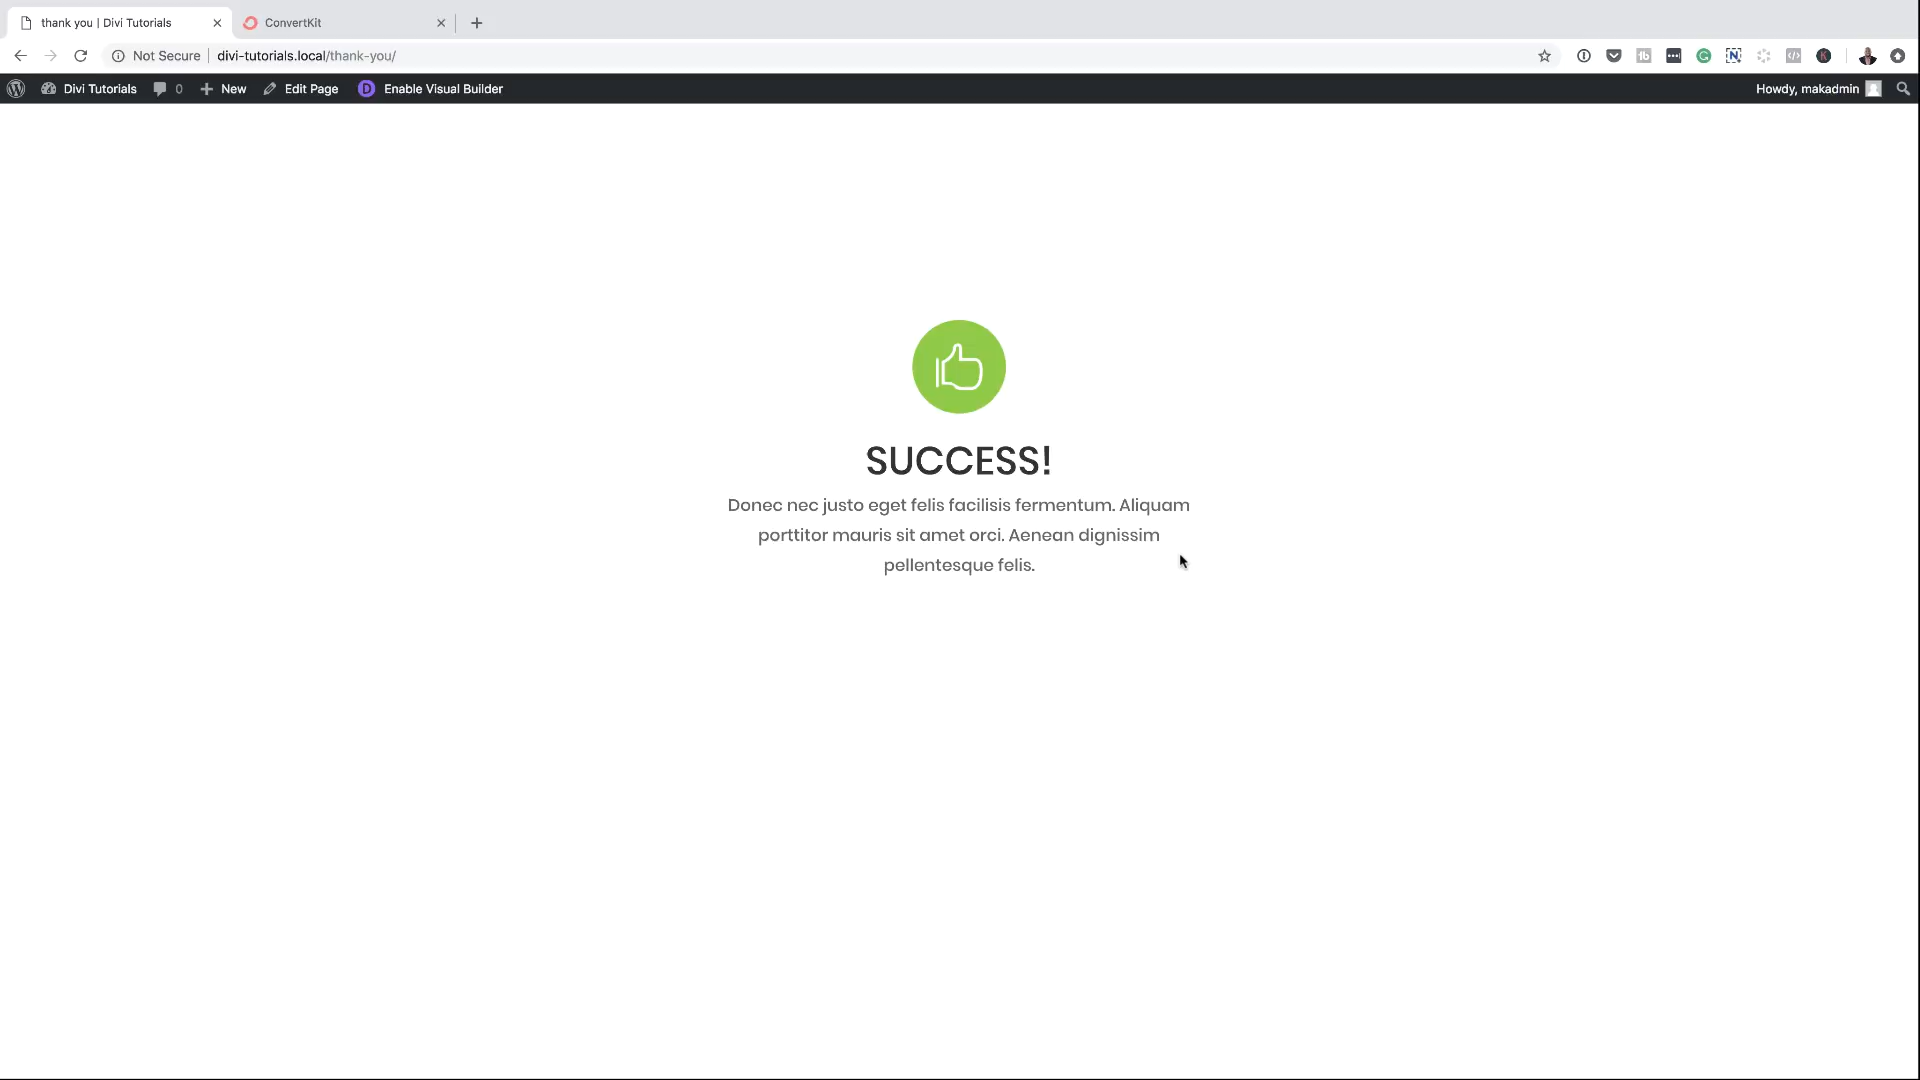 thank you | Divi Tutorials
ConvertKit
Not Secure
divi-tutorials.local/thank-you/
Divi Tutorials
0
New
Edit Page
Enable Visual Builder
Howdy, makadmin
SUCCESS!
Donec nec justo eget felis facilisis fermentum. Aliquam
porttitor mauris sit amet orci. Aenean dignissim
pellentesque felis.